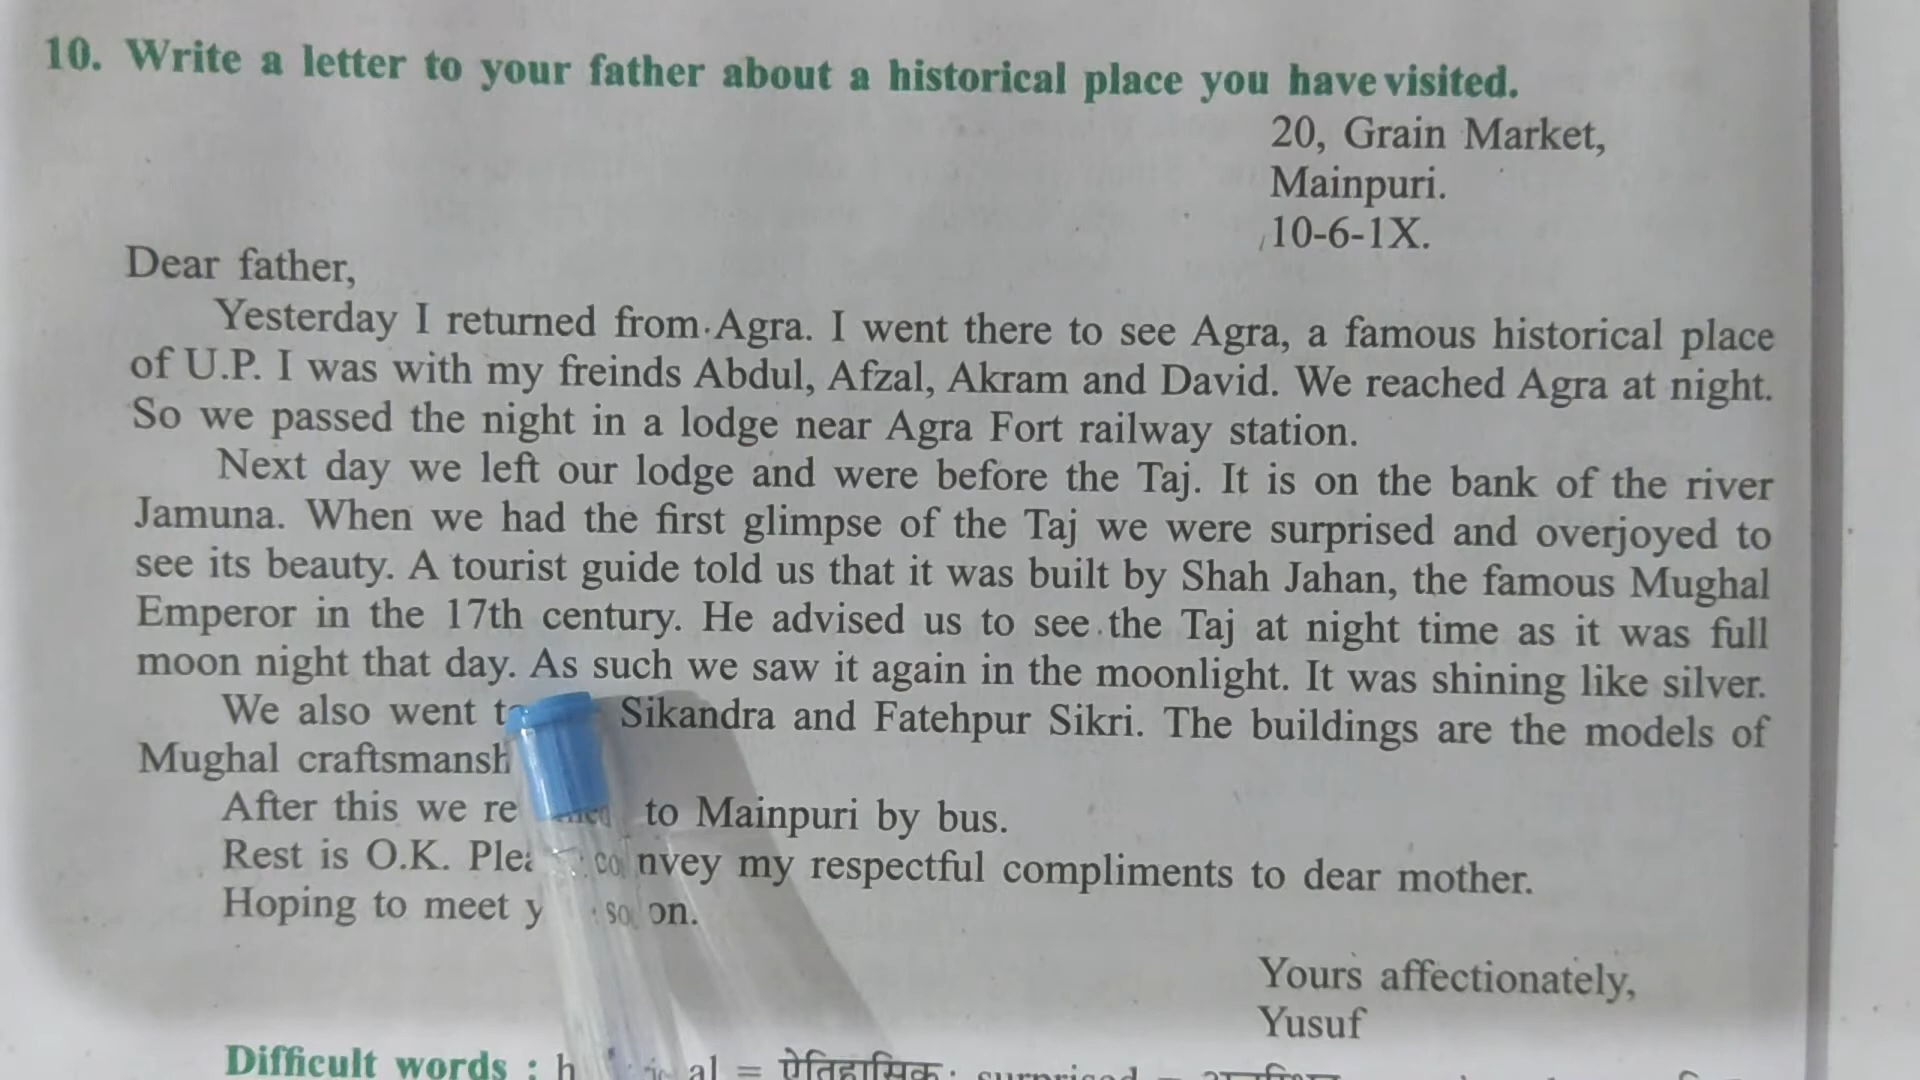 10. Write a letter to your father about a historical place you have visited.
20, Grain Market,
Mainpuri.
10-6-1X.
Dear father,
Yesterday I returned from Agra. I went there to see Agra, a famous historical place
of U.P. I was with my freinds Abdul, Afzal, Akram and David. We reached Agra at night.
So we passed the night in a lodge near Agra Fort railway station.
Next day we left our lodge and were before the Taj. It is on the bank of the river
Jamuna. When we had the first glimpse of the Taj we were surprised and overjoyed to
see its beauty. A tourist guide told us that it was built by Shah Jahan, the famous Mughal
Emperor in the 17th century. He advised us to see the Taj at night time as it was full
moon night that day. As such we saw it again in the moonlight. It was shining like silver.
We also went Sikandra and Fatehpur Sikri. The buildings are the models of
Mughal
After this we to Mainpuri by bus.
Rest is O.K. convey my respectful compliments to dear mother.
Hoping to meet soon.
Yours affectionately,
Yusuf
Difficult words : = ऐतिहासिक; surprised =